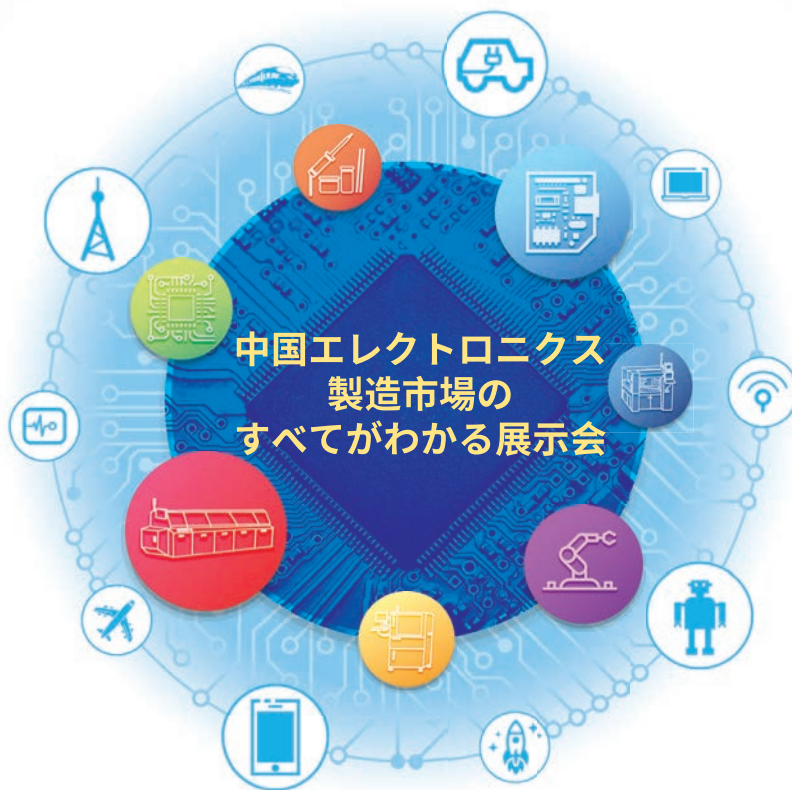 中国エレクトロニクス
製造市場の
すべてがわかる展示会